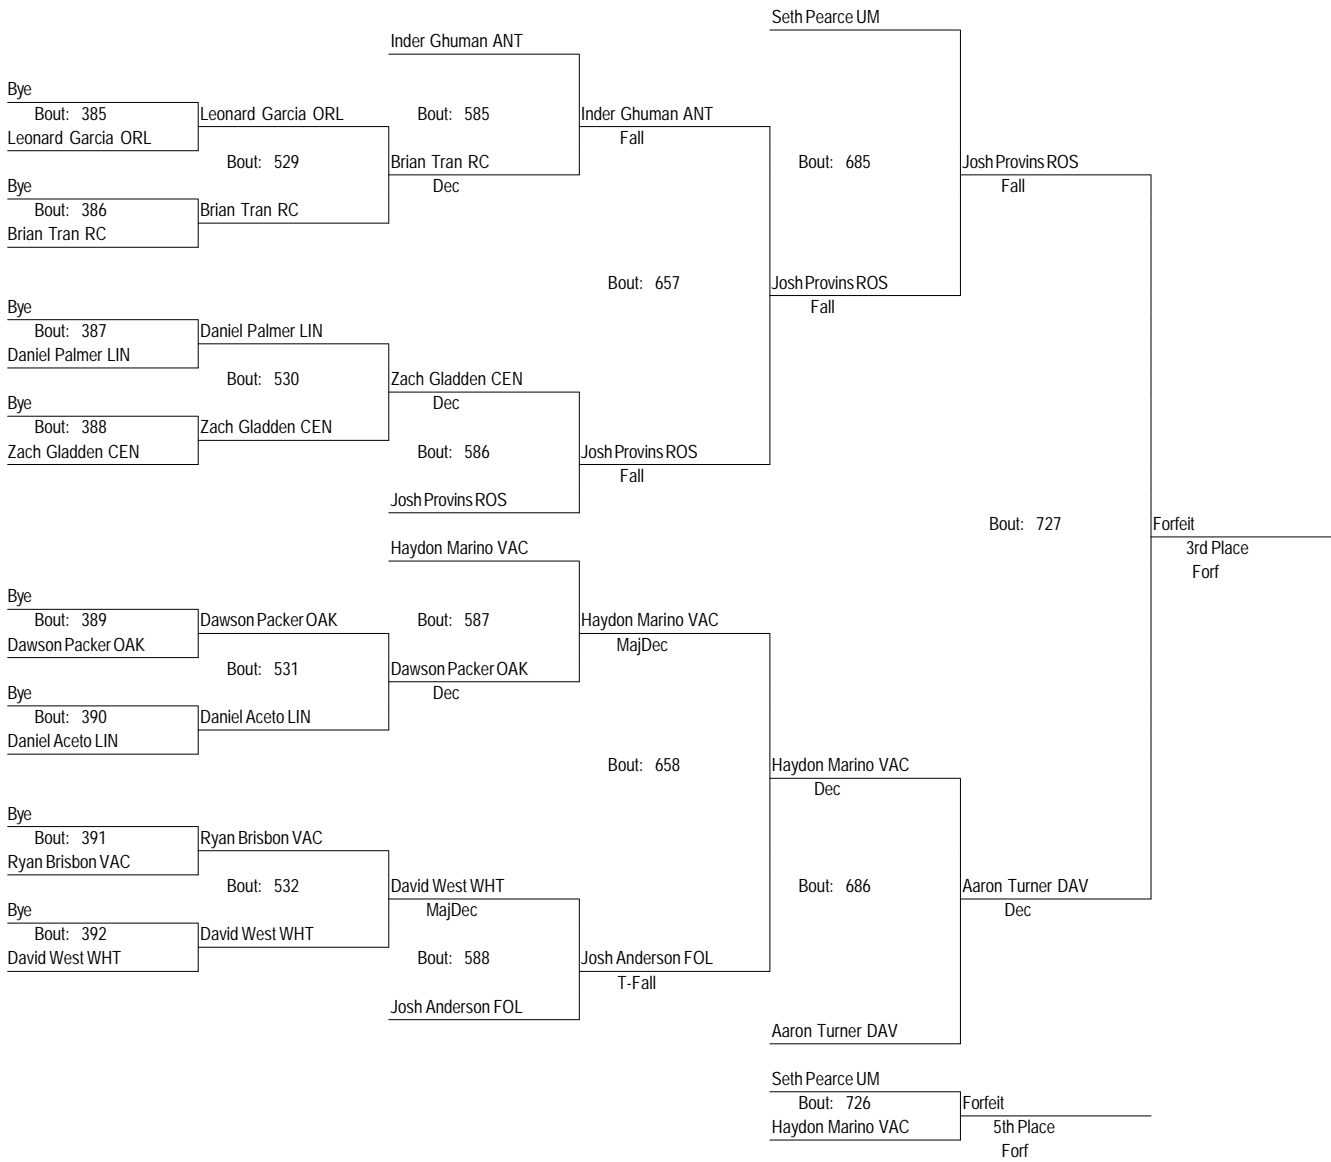 Seth Pearce UM
Inder Ghuman ANT
Bye
Bout: 385
Leonard Garcia ORL
Bout: 585
Inder Ghuman ANT
Leonard Garcia ORL
Fall
Bout: 529
Brian Tran RC
Bout: 685
Josh Provins ROS
Bye
Dec
Fall
Bout: 386
Brian Tran RC
Brian Tran RC
Bout: 657
Josh Provins ROS
Bye
Fall
Bout: 387
Daniel Palmer LIN
Daniel Palmer LIN
Bout: 530
Zach Gladden CEN
Bye
Dec
Bout: 388
Zach Gladden CEN
Zach Gladden CEN
Bout: 586
Josh Provins ROS
Fall
Josh Provins ROS
Bout: 727
Forfeit
Haydon Marino VAC
3rd Place
Forf
Bye
Bout: 389
Dawson Packer OAK
Bout: 587
Haydon Marino VAC
Dawson Packer OAK
MajDec
Bout: 531
Dawson Packer OAK
Bye
Dec
Bout: 390
Daniel Aceto LIN
Daniel Aceto LIN
Bout: 658
Haydon Marino VAC
Dec
Bye
Bout: 391
Ryan Brisbon VAC
Ryan Brisbon VAC
Bout: 532
David West WHT
Bout: 686
Aaron Turner DAV
Bye
MajDec
Dec
Bout: 392
David West WHT
David West WHT
Bout: 588
Josh Anderson FOL
T-Fall
Josh Anderson FOL
Aaron Turner DAV
Seth Pearce UM
Bout: 726
Forfeit
Haydon Marino VAC
5th Place
Forf